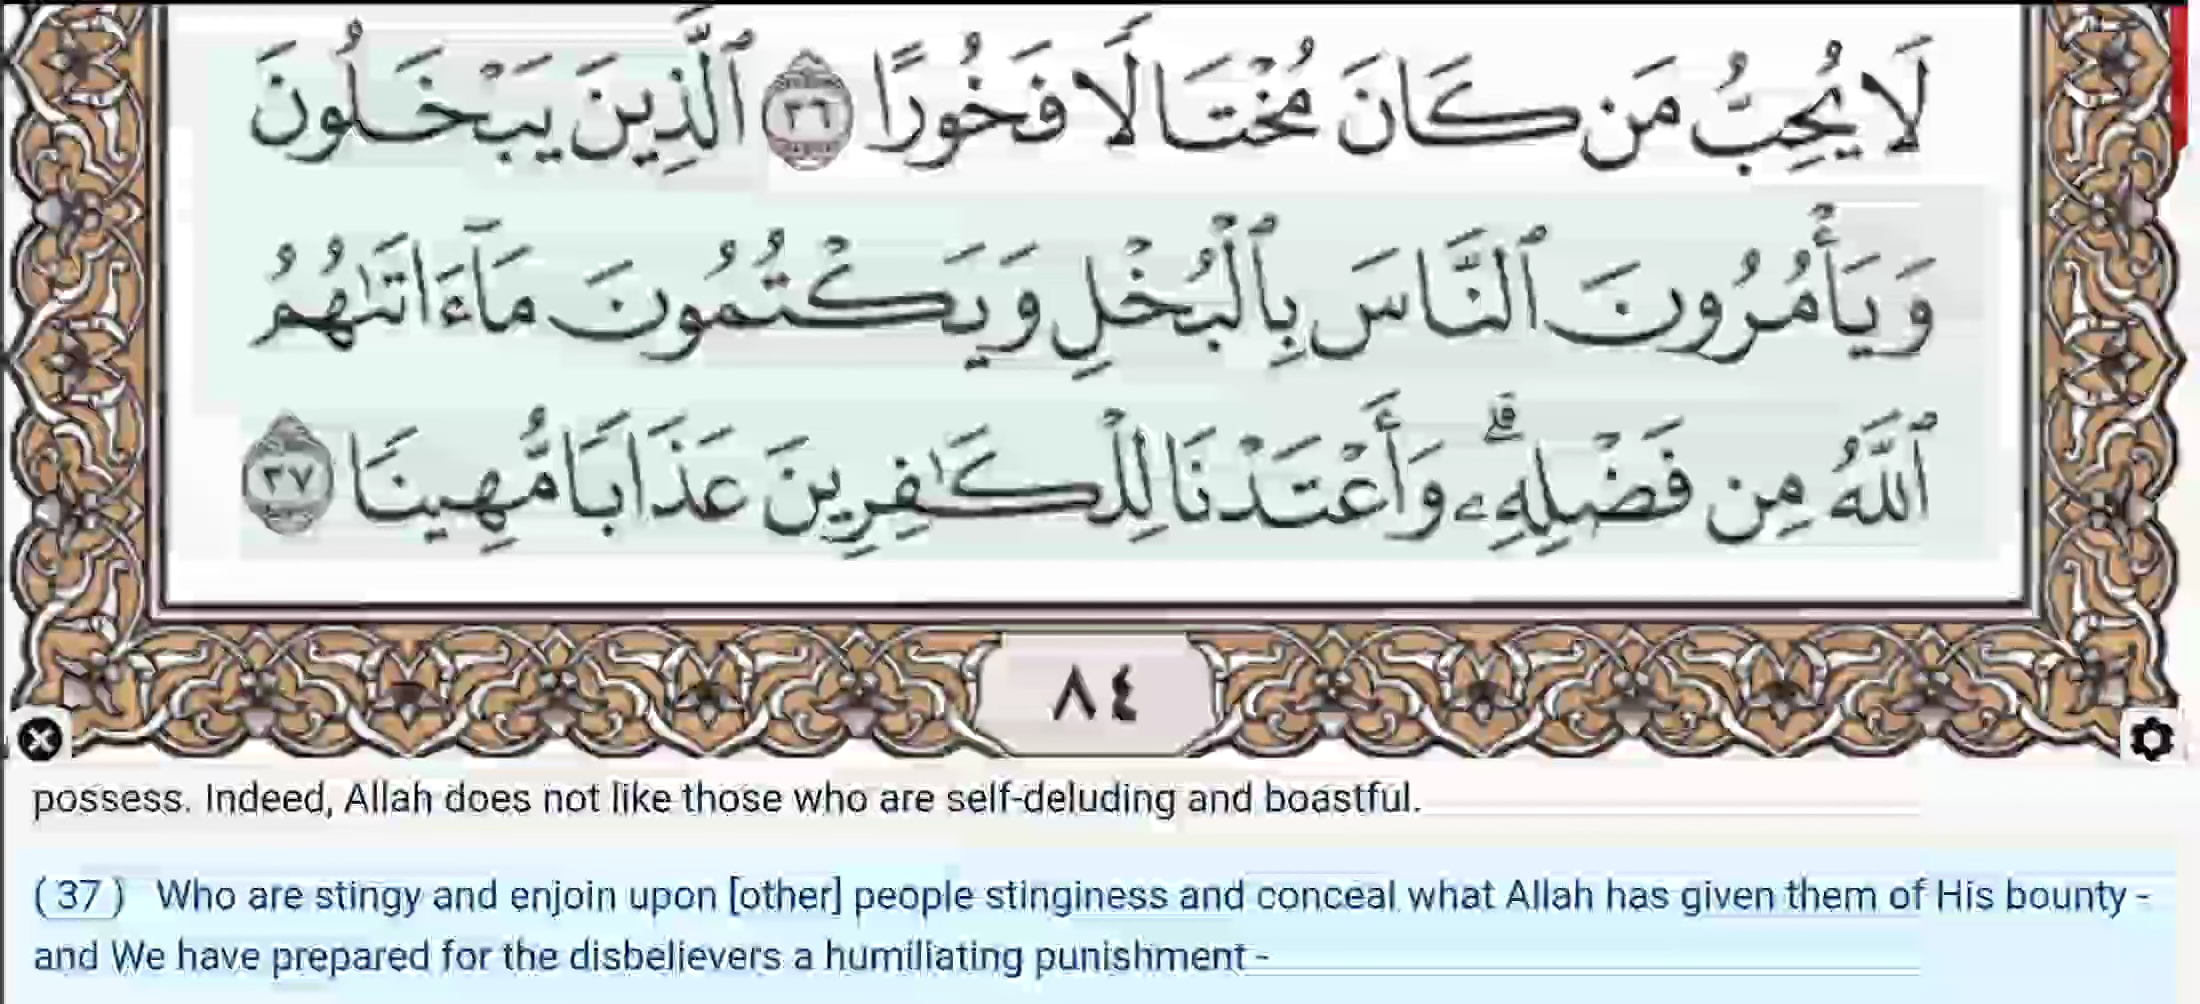 لَا يُحِبُّ مَن كَانَ مُخْتَالًا فَخُورًا ٣٦ ٱلَّذِينَ يَبْخَلُونَ
وَيَأْمُرُونَ ٱلنَّاسَ بِٱلْبُخْلِ وَيَكْتُمُونَ مَآ ءَاتَىٰهُمُ
ٱللَّهُ مِن فَضْلِهِۦ ۗ وَأَعْتَدْنَا لِلْكَـٰفِرِينَ عَذَابًا مُّهِينًا ٣٧
٨٤
possess. Indeed, Allah does not like those who are self-deluding and boastful.
( 37 ) Who are stingy and enjoin upon [other] people stinginess and conceal what Allah has given them of His bounty -
and We have prepared for the disbelievers a humiliating punishment -